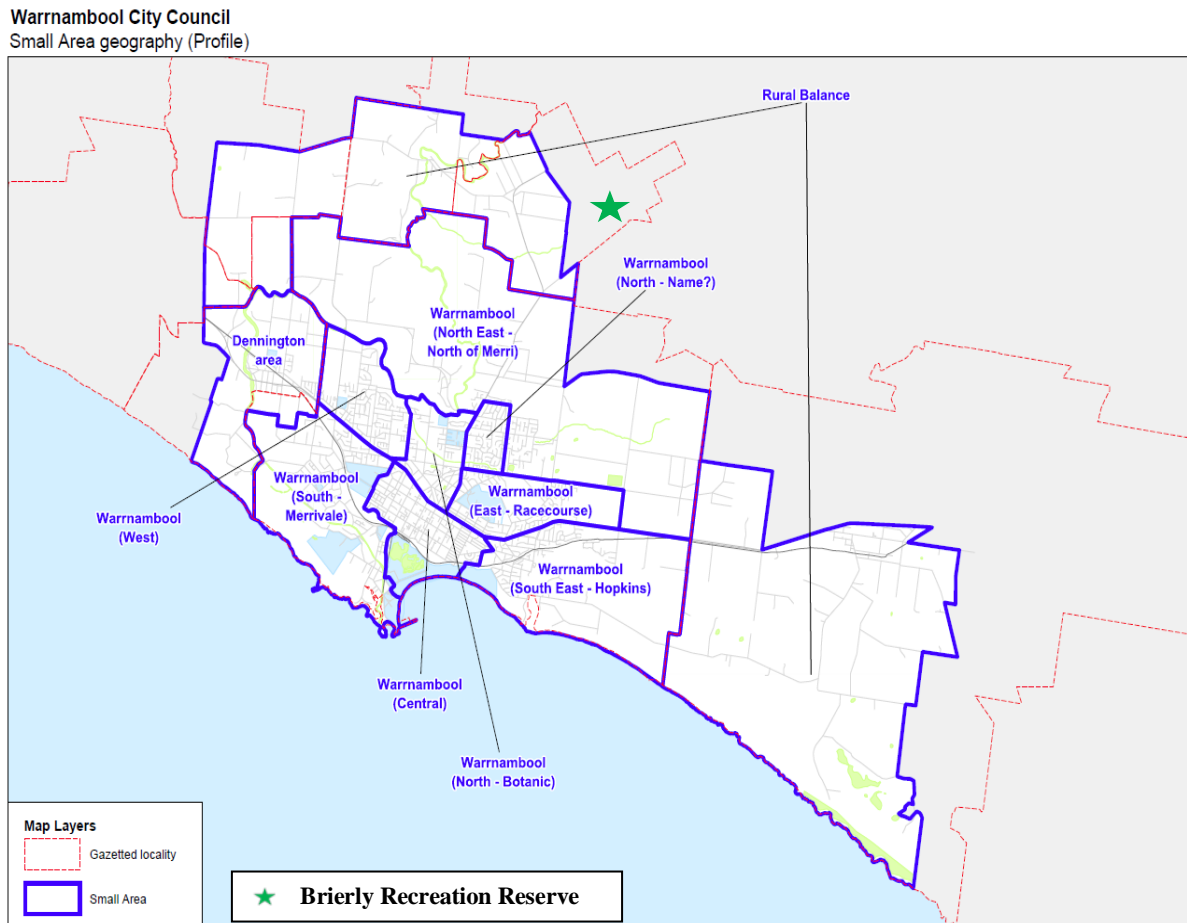 Warrnambool City Council
Small Area geography (Profile)
Rural Balance
Warrnambool
(North - Name?)
Warrnambool
(North East -
North of Merri)
Dennington
area
Warrnambool
(South -
Merrivale)
Warrnambool
(East - Racecourse)
Warrnambool
(West)
Warrnambool
(South East - Hopkins)
Warrnambool
(Central)
Warrnambool
(North - Botanic)
Map Layers
Gazetted locality
Small Area
Brierly Recreation Reserve